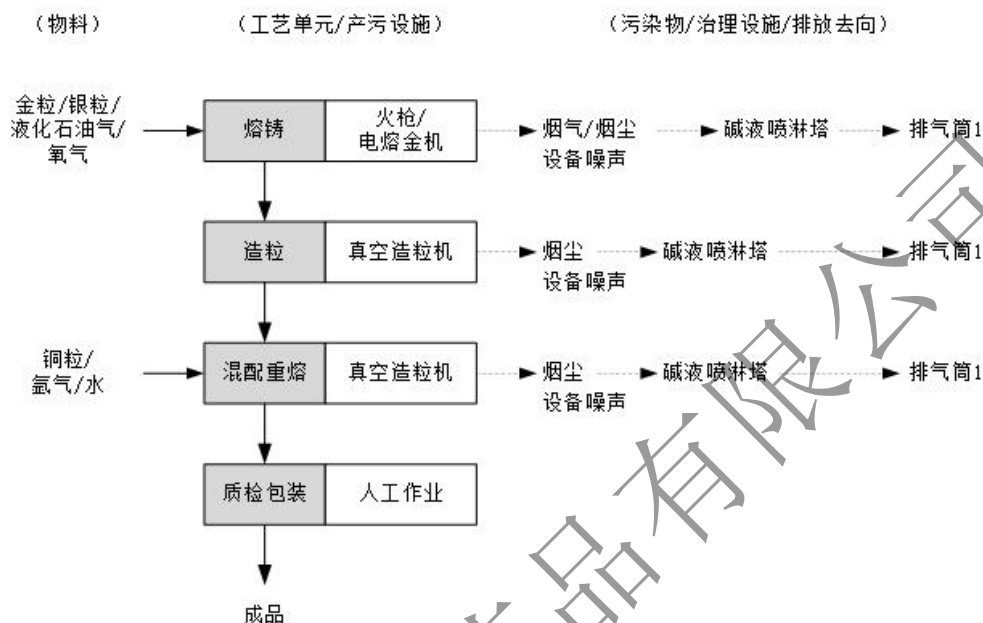 （物料）
（工艺单元/产污设施）
（污染物/治理设施/排放去向）
金粒/银粒/
液化石油气/
氧气
熔铸
火枪/
电熔金机
烟气/烟尘
设备噪声
碱液喷淋塔
排气筒1
造粒
真空造粒机
烟尘
设备噪声
碱液喷淋塔
排气筒1
铜粒/
氩气/水
混配重熔
真空造粒机
烟尘
设备噪声
碱液喷淋塔
排气筒1
质检包装
人工作业
成品
品有限公司